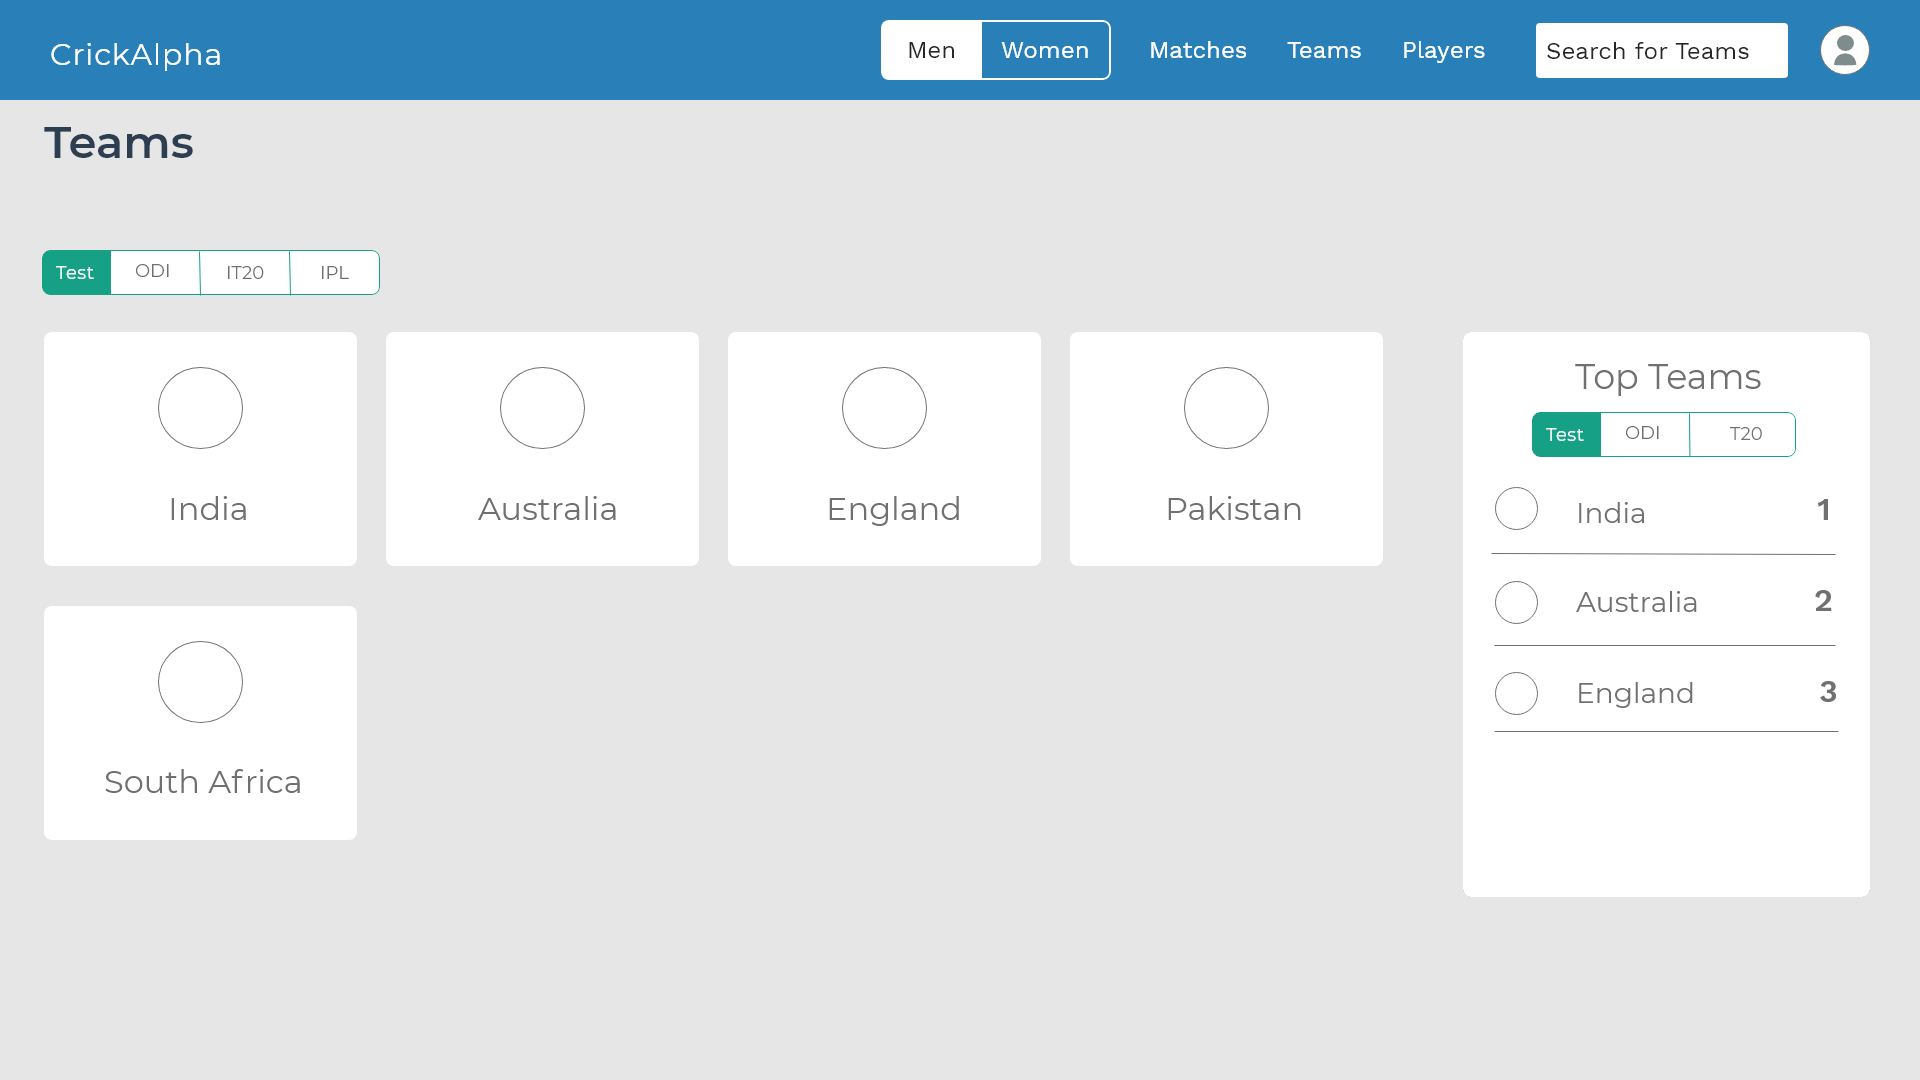 CrickAlpha
Men Women Matches Teams Players Search for Teams
Teams
Test ODI IT20 IPL
India Australia England Pakistan
South Africa
Top Teams
Test ODI T20
India 1
Australia 2
England 3